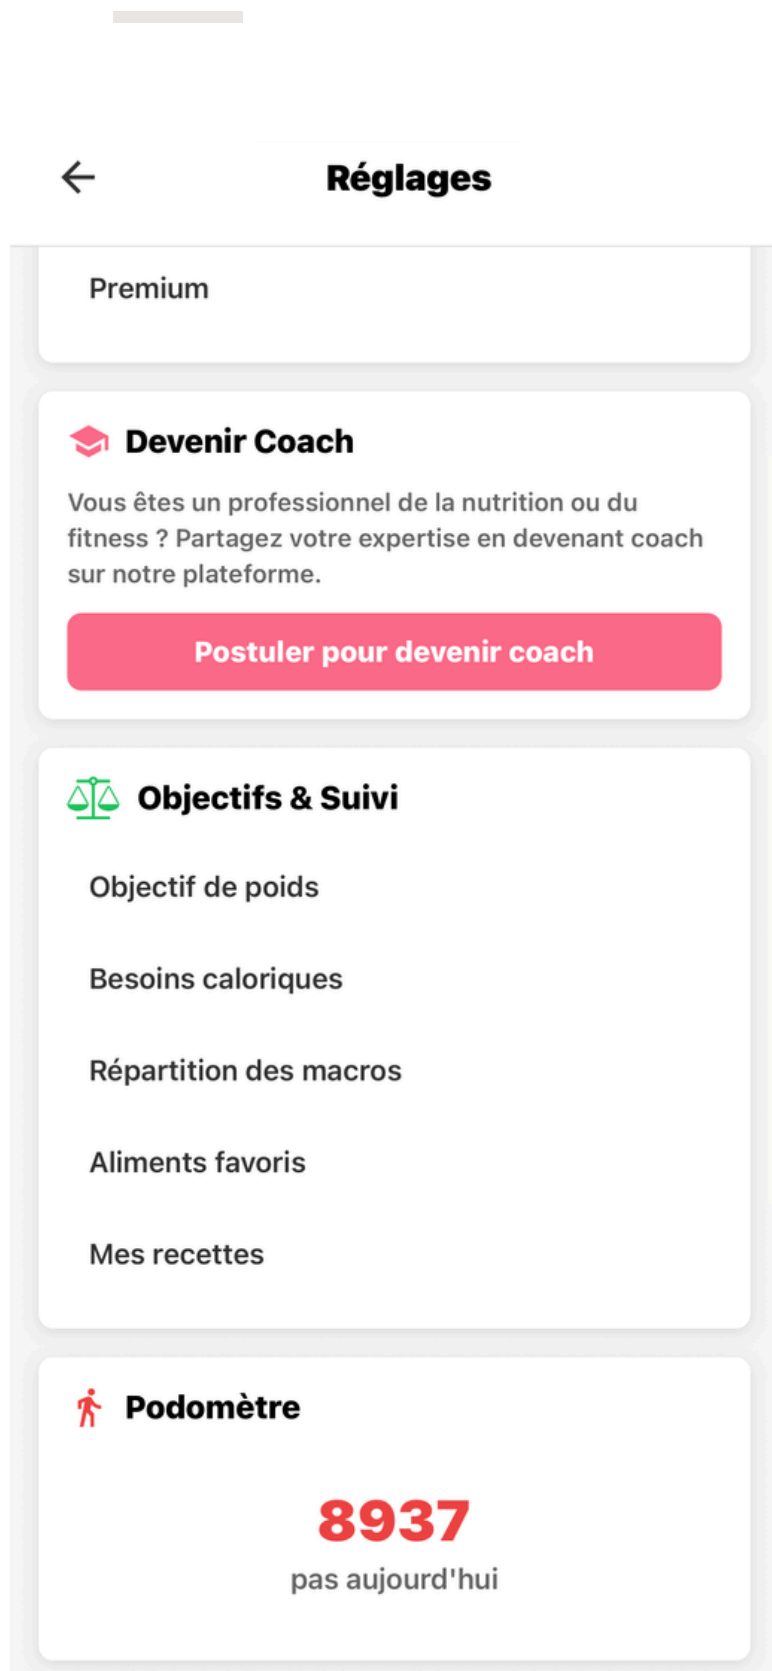 Réglages
Premium
Devenir Coach
Vous êtes un professionnel de la nutrition ou du
fitness ? Partagez votre expertise en devenant coach
sur notre plateforme.
Postuler pour devenir coach
Objectifs & Suivi
Objectif de poids
Besoins caloriques
Répartition des macros
Aliments favoris
Mes recettes
Podomètre
8937
pas aujourd'hui